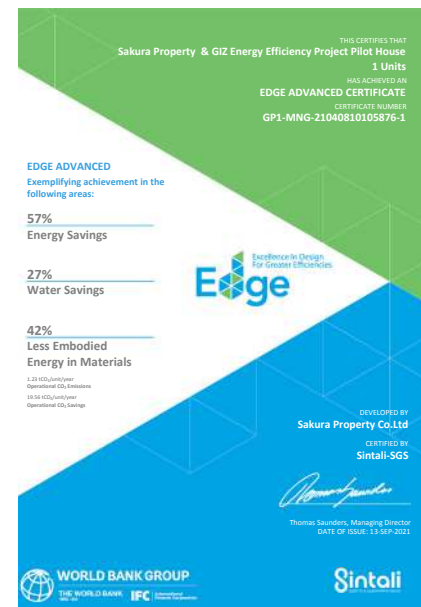 THIS CERTIFIES THAT
Sakura Property & GIZ Energy Efficiency Project Pilot House
1 Units
HAS ACHIEVED AN
EDGE ADVANCED CERTIFICATE
CERTIFICATE NUMBER
GP1-MNG-21040810105876-1
EDGE ADVANCED
Exemplifying achievement in the
following areas:
57%
Energy Savings
27%
Water Savings
42%
Less Embodied
Energy in Materials
1.23 tCO₂/unit/year
Operational CO₂ Emissions
19.56 tCO₂/unit/year
Operational CO₂ Savings
Edge
Excellence In Design
For Greater Efficiencies
DEVELOPED BY
Sakura Property Co.Ltd
CERTIFIED BY
Sintali-SGS
Thomas Saunders, Managing Director
DATE OF ISSUE: 13-SEP-2021
WORLD BANK GROUP
THE WORLD BANK
IFC International
Finance Corporation
Sintali